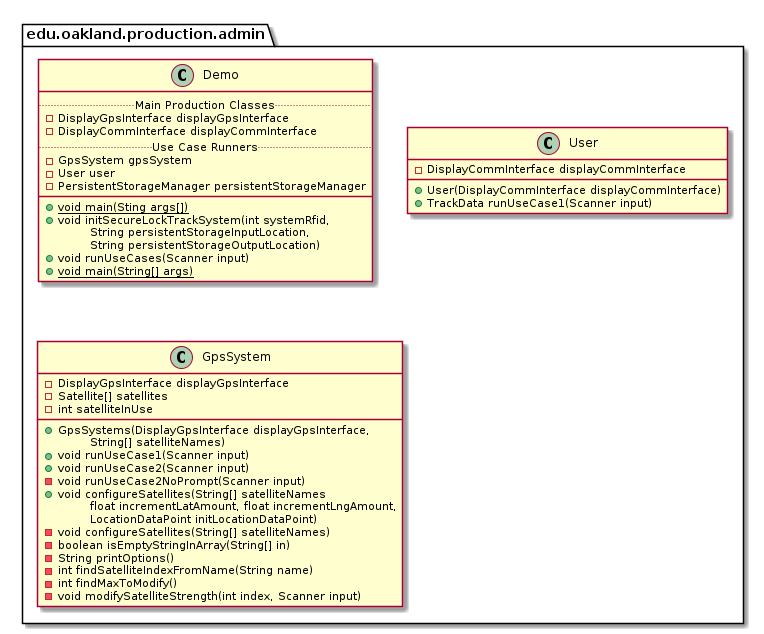 edu.oakland.production.admin
C Demo
Main Production Classes
DisplayGpsInterface displayGpsInterface
DisplayCommInterface displayCommInterface
Use Case Runners
GpsSystem gpsSystem
User user
PersistentStorageManager persistentStorageManager
void main(Sting args[])
void initSecureLockTrackSystem(int systemRfid,
String persistentStorageInputLocation,
String persistentStorageOutputLocation)
void runUseCases(Scanner input)
void main(String[] args)
C User
DisplayCommInterface displayCommInterface
User(DisplayCommInterface displayCommInterface)
TrackData runUseCase1(Scanner input)
C GpsSystem
DisplayGpsInterface displayGpsInterface
Satellite[] satellites
int satelliteInUse
GpsSystems(DisplayGpsInterface displayGpsInterface,
String[] satelliteNames)
void runUseCase1(Scanner input)
void runUseCase2(Scanner input)
void runUseCase2NoPrompt(Scanner input)
void configureSatellites(String[] satelliteNames
float incrementLatAmount, float incrementLngAmount,
LocationDataPoint initLocationDataPoint)
void configureSatellites(String[] satelliteNames)
boolean isEmptyStringInArray(String[] in)
String printOptions()
int findSatelliteIndexFromName(String name)
int findMaxToModify()
void modifySatelliteStrength(int index, Scanner input)